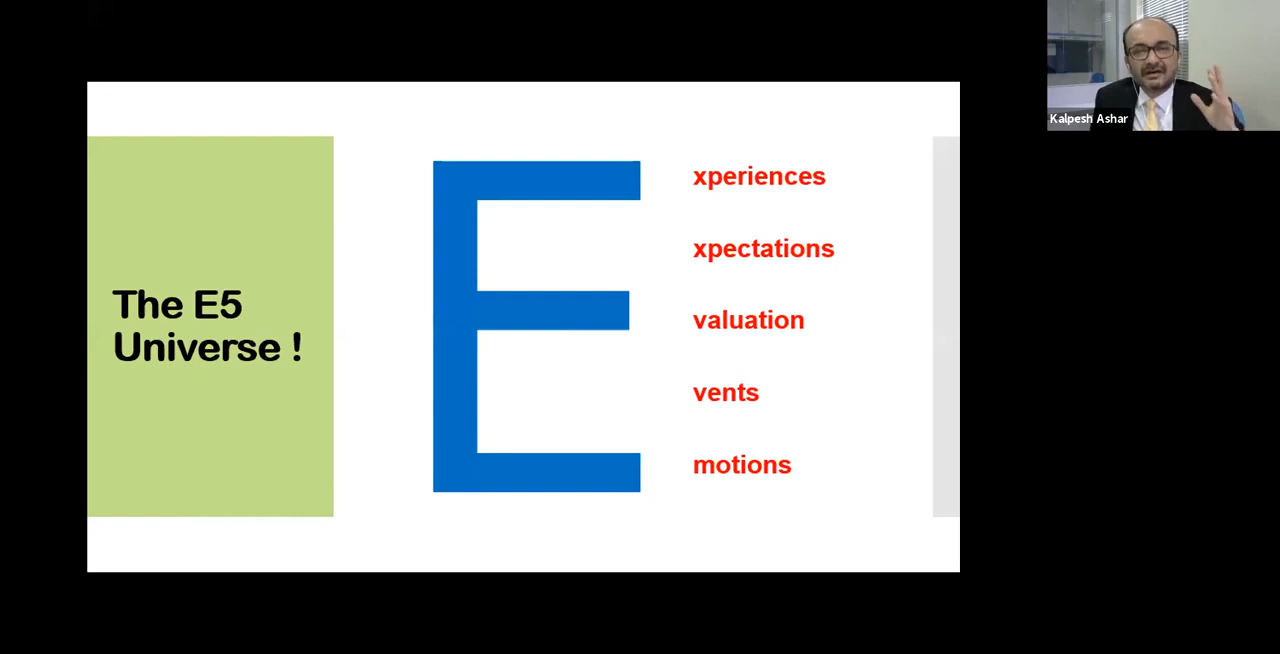 Kalpesh Ashar
The E5
Universe !
E
xperiences
xpectations
valuation
vents
motions